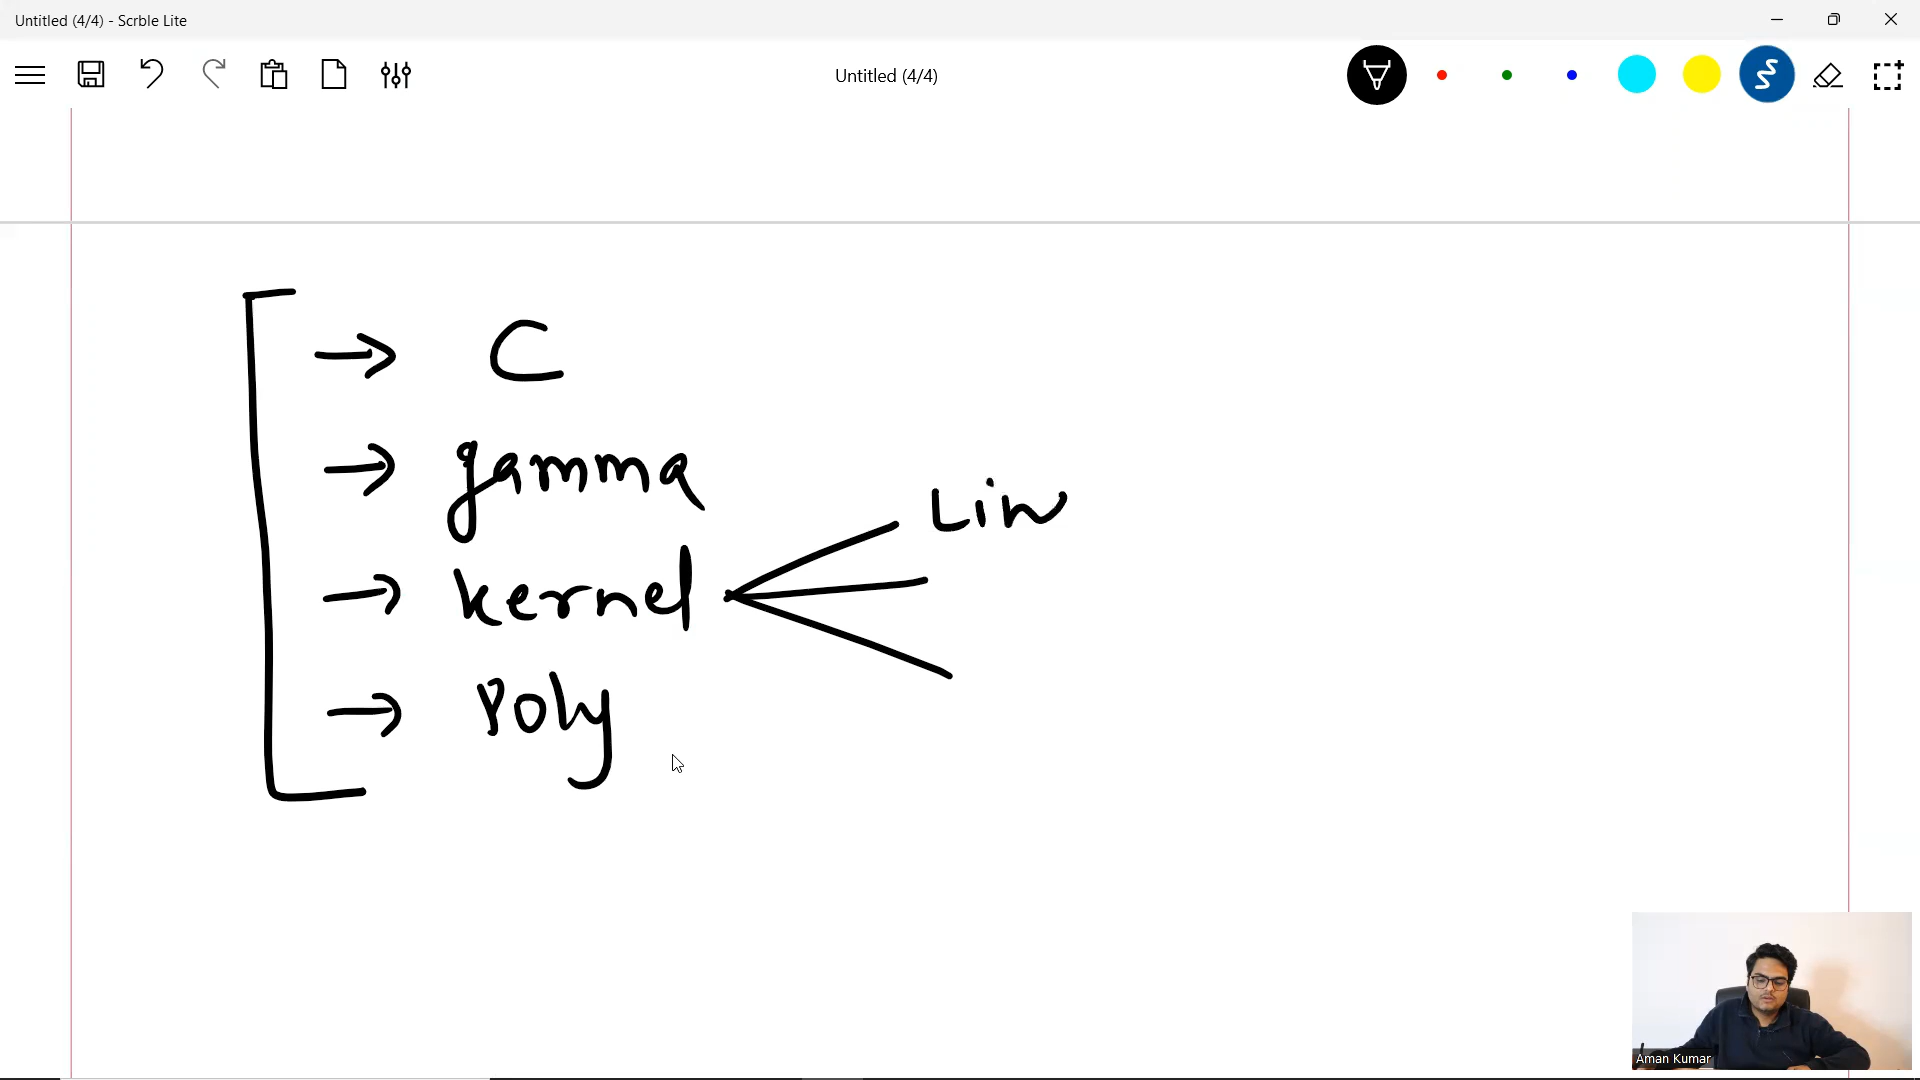 Untitled (4/4) - Scrble Lite
Untitled (4/4)
→ C
→ gamma
Lin
→ kernel
→ Poly
Aman Kumar